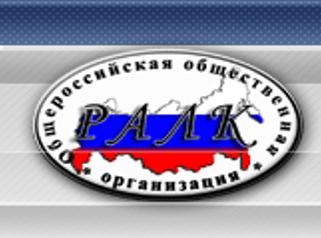 Общероссийская общественная
РАЛК
* организация *